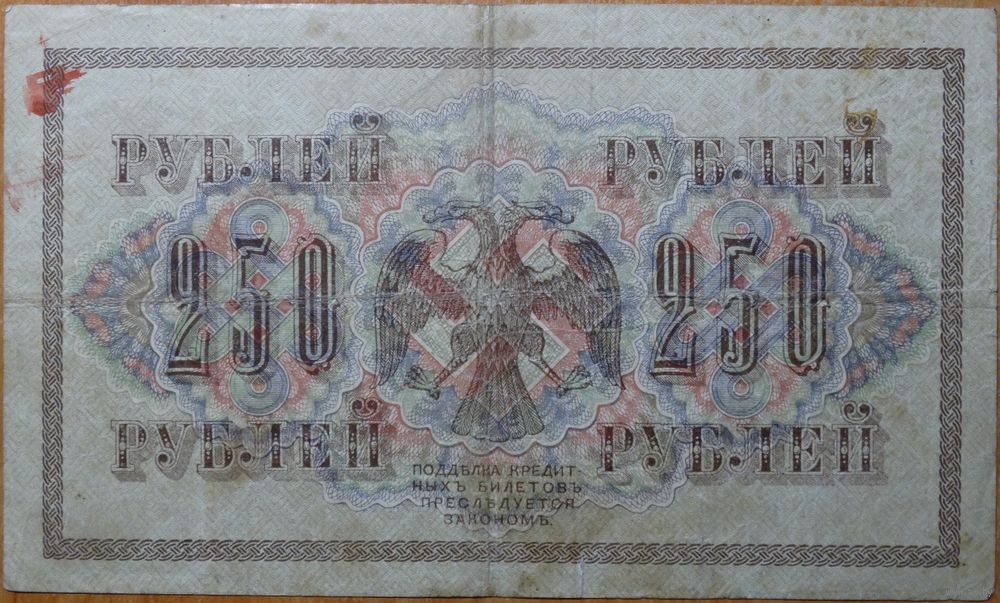 РУБЛЕЙ РУБЛЕЙ
250 250
РУБЛЕЙ РУБЛЕЙ
ПОДДѢЛКА КРЕДИТ-
НЫХЪ БИЛЕТОВЪ
ПРЕСЛѢДУЕТСЯ
ЗАКОНОМЪ.